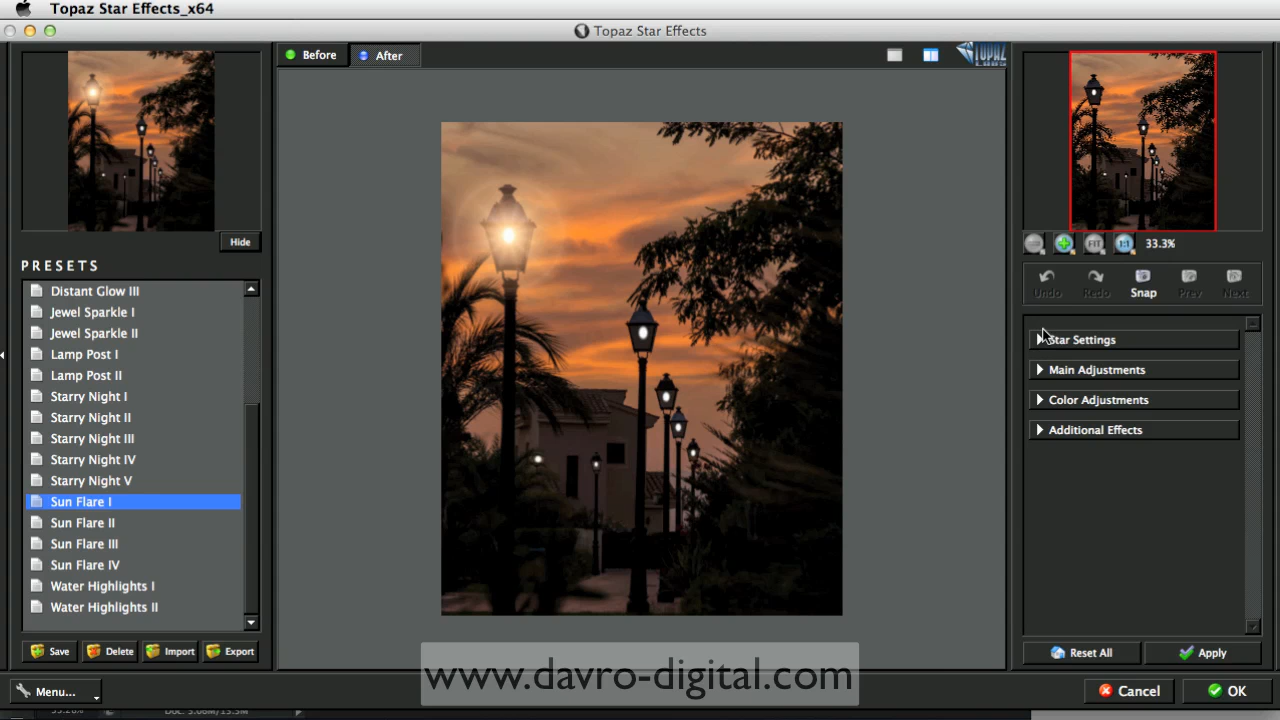 Topaz Star Effects_x64
Topaz Star Effects
Before
After
TOPAZ
Hide
PRESETS
Distant Glow III
Jewel Sparkle I
Jewel Sparkle II
Lamp Post I
Lamp Post II
Starry Night I
Starry Night II
Starry Night III
Starry Night IV
Starry Night V
Sun Flare I
Sun Flare II
Sun Flare III
Sun Flare IV
Water Highlights I
Water Highlights II
Save
Delete
Import
Export
Menu...
FIT
1:1
33.3%
Undo
Redo
Snap
Prev
Next
Star Settings
Main Adjustments
Color Adjustments
Additional Effects
Reset All
Apply
Cancel
OK
www.davro-digital.com